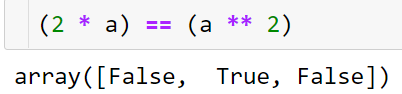 (2 * a) == (a ** 2)
array([False,  True, False])